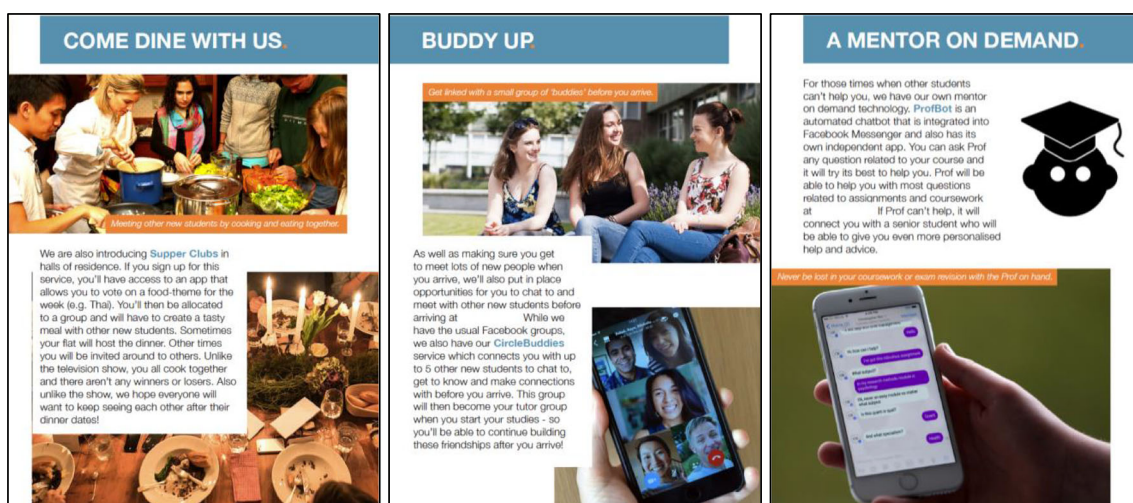 COME DINE WITH US.
Meeting other new students by cooking and eating together.
We are also introducing Supper Clubs in
halls of residence. If you sign up for this
service, you'll have access to an app that
allows you to vote on a food-theme for the
week (e.g. Thai). You'll then be allocated
to a group and will have to create a tasty
meal with other new students. Sometimes
your flat will host the dinner. Other times
you will be invited around to others. Unlike
the television show, you all cook together
and there aren't any winners or losers. Also
unlike the show, we hope everyone will
want to keep seeing each other after their
dinner dates!
BUDDY UP.
Get linked with a small group of 'buddies' before you arrive.
As well as making sure you get
to meet lots of new people when
you arrive, we'll also put in place
opportunities for you to chat to and
meet with other new students before
arriving at While we
have the usual Facebook groups,
we also have our CircleBuddies
service which connects you with up
to 5 other new students to chat to,
get to know and make connections
with before you arrive. This group
will then become your tutor group
when you start your studies - so
you'll be able to continue building
these friendships after you arrive!
A MENTOR ON DEMAND.
For those times when other students
can't help you, we have our own mentor
on demand technology. ProfBot is an
automated chatbot that is integrated into
Facebook Messenger and also has its
own independent app. You can ask Prof
any question related to your course and
it will try its best to help you. Prof will be
able to help you with most questions
related to assignments and coursework
at If Prof can't help, it will
connect you with a senior student who will
be able to give you even more personalised
help and advice.
Never be lost in your coursework or exam revision with the Prof on hand.
Hi, how can I help?
What subject?